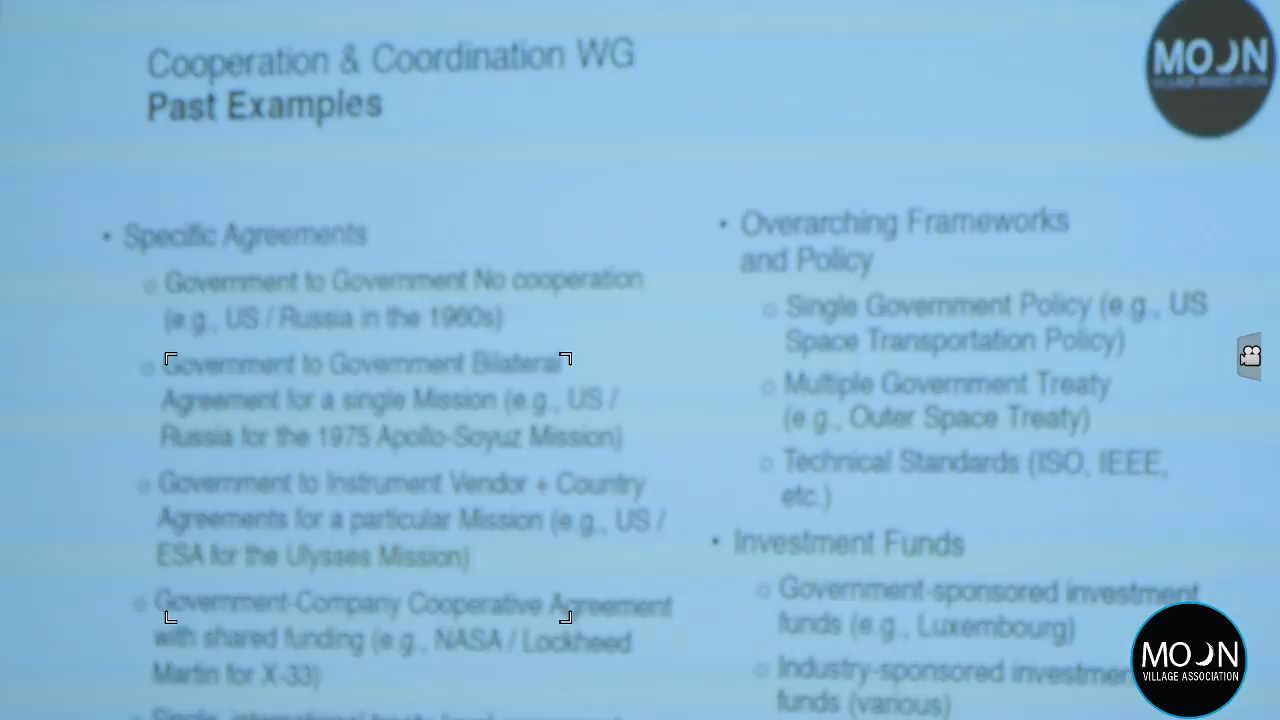 Cooperation & Coordination WG
Past Examples
MOON
VILLAGE ASSOCIATION
• Specific Agreements
o Government to Government No cooperation
(e.g., US / Russia in the 1960s)
o Government to Government Bilateral
Agreement for a single Mission (e.g., US /
Russia for the 1975 Apollo-Soyuz Mission)
o Government to Instrument Vendor + Country
Agreements for a particular Mission (e.g., US /
ESA for the Ulysses Mission)
o Government-Company Cooperative Agreement
with shared funding (e.g., NASA / Lockheed
Martin for X-33)
• Overarching Frameworks
and Policy
o Single Government Policy (e.g., US
Space Transportation Policy)
o Multiple Government Treaty
(e.g., Outer Space Treaty)
o Technical Standards (ISO, IEEE,
etc.)
• Investment Funds
o Government-sponsored investment
funds (e.g., Luxembourg)
o Industry-sponsored
funds (various)
MOON
VILLAGE ASSOCIATION